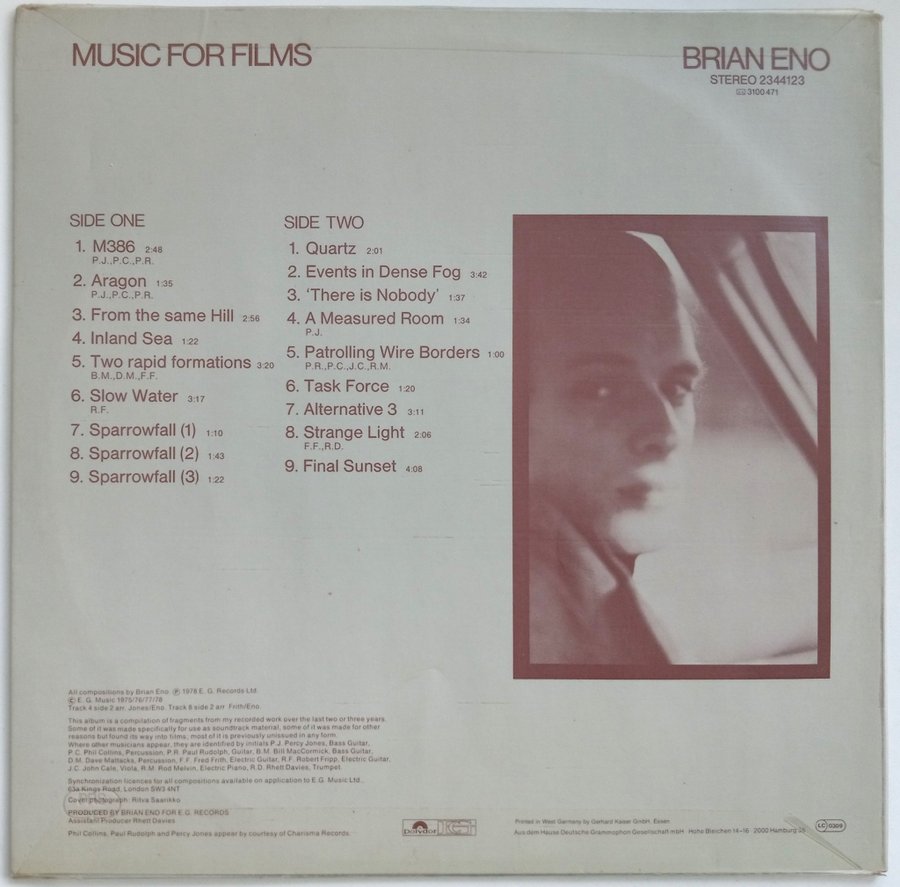 MUSIC FOR FILMS
BRIAN ENO
STEREO 2344123
3100 471
SIDE ONE
1. M386 2:48
P.J.,P.C.,P.R.
2. Aragon 1:35
P.J.,P.C.,P.R.
3. From the same Hill 2:56
4. Inland Sea 1:22
5. Two rapid formations 3:20
B.M.,D.M.,F.F.
6. Slow Water 3:17
R.F.
7. Sparrowfall (1) 1:10
8. Sparrowfall (2) 1:43
9. Sparrowfall (3) 1:22
SIDE TWO
1. Quartz 2:01
2. Events in Dense Fog 3:42
3. ‘There is Nobody’ 1:37
4. A Measured Room 1:34
P.J.
5. Patrolling Wire Borders 1:00
P.R.,P.C.,J.C.,R.M.
6. Task Force 1:20
7. Alternative 3 3:11
8. Strange Light 2:06
F.F.,R.D.
9. Final Sunset 4:08
All compositions by Brian Eno. Ⓟ 1978 E.G. Records Ltd.
© E.G. Music 1975/76/77/78
Track 4 side 2 arr. Jones/Eno. Track 8 side 2 arr. Frith/Eno.
This album is a compilation of fragments from my recorded work over the last two or three years.
Some of it was made specifically for use as soundtrack material, some of it was made for other
reasons but found its way into films, most of it is previously unissued in any form.
Where other musicians appear, they are identified by initials P.J. Percy Jones, Bass Guitar,
P.C. Phil Collins, Percussion, P.R. Paul Rudolph, Guitar, B.M. Bill MacCormick, Bass Guitar,
D.M. Dave Mattacks, Percussion, F.F. Fred Frith, Electric Guitar, R.F. Robert Fripp, Electric Guitar,
J.C. John Cale, Viola, R.M. Rod Melvin, Electric Piano, R.D. Rhett Davies, Trumpet.
Synchronization licences for all compositions available on application to E.G. Music Ltd.,
63a Kings Road, London SW3 4NT
Cover photograph: Ritva Saarikko
PRODUCED BY BRIAN ENO FOR E.G. RECORDS
Assistant Producer Rhett Davies
Phil Collins, Paul Rudolph and Percy Jones appear by courtesy of Charisma Records.
polydor
Printed in West Germany by Gerhard Kaiser GmbH, Essen
Aus dem Hause Deutsche Grammophon Gesellschaft mbH Hohe Bleichen 14–16 2000 Hamburg
LC 0309